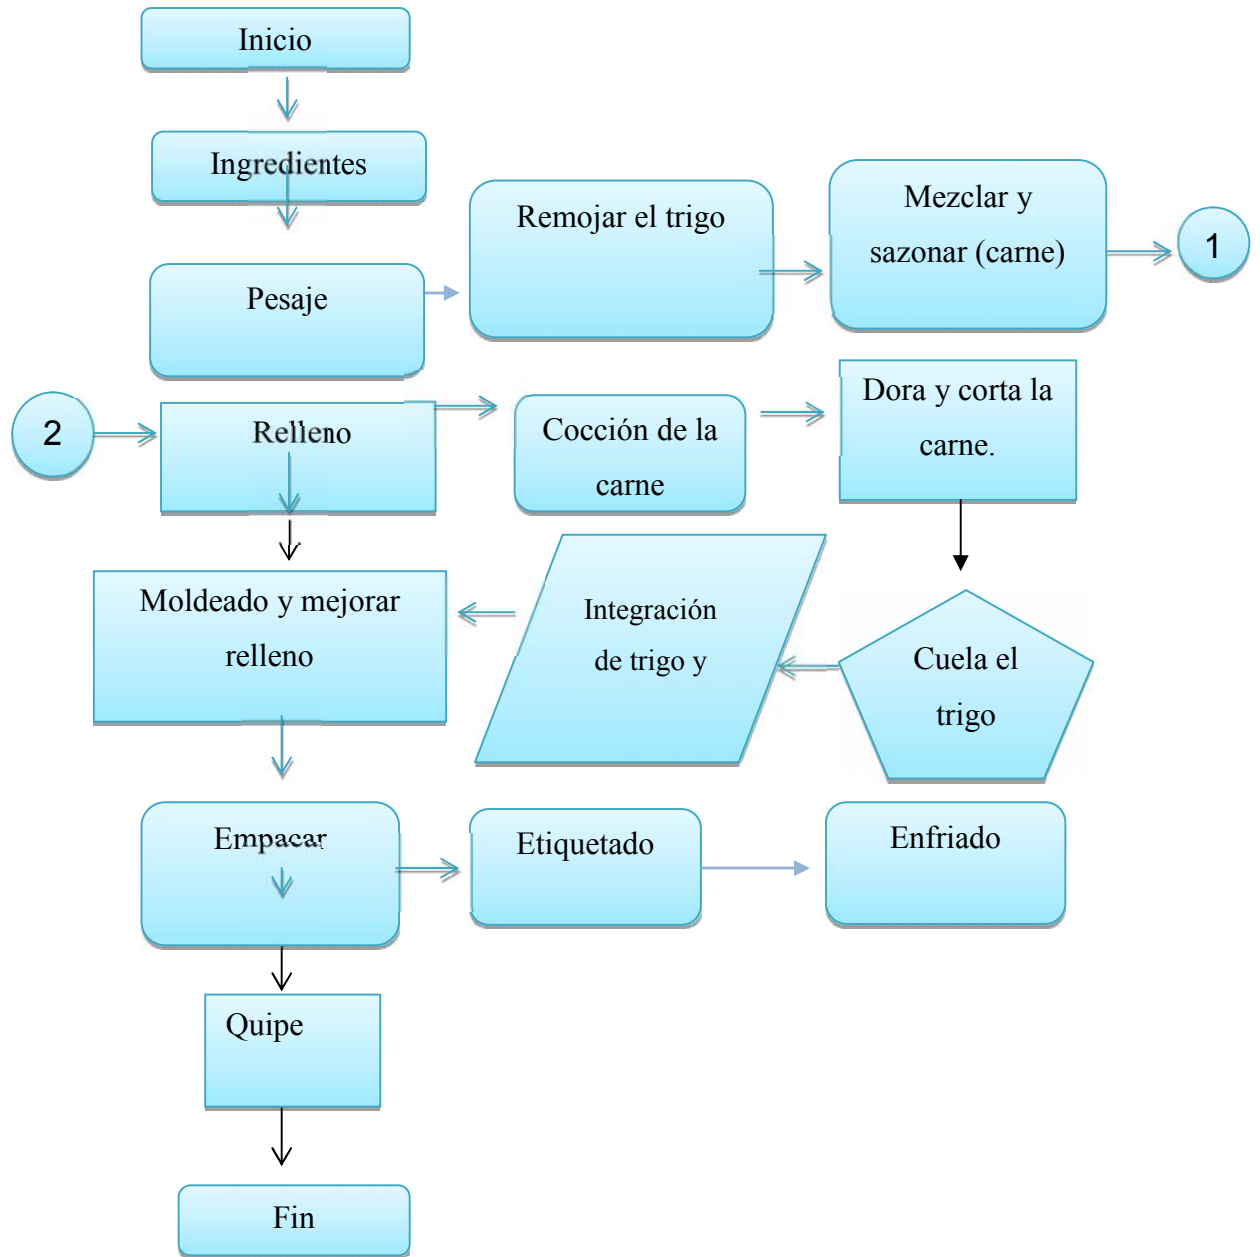 Inicio
Ingredientes
Remojar el trigo
Mezclar y
sazonar (carne)
1
Pesaje
2
Relleno
Cocción de la
carne
Dora y corta la
carne.
Moldeado y mejorar
relleno
Integración
de trigo y
Cuela el
trigo
Empacar
Etiquetado
Enfriado
Quipe
Fin